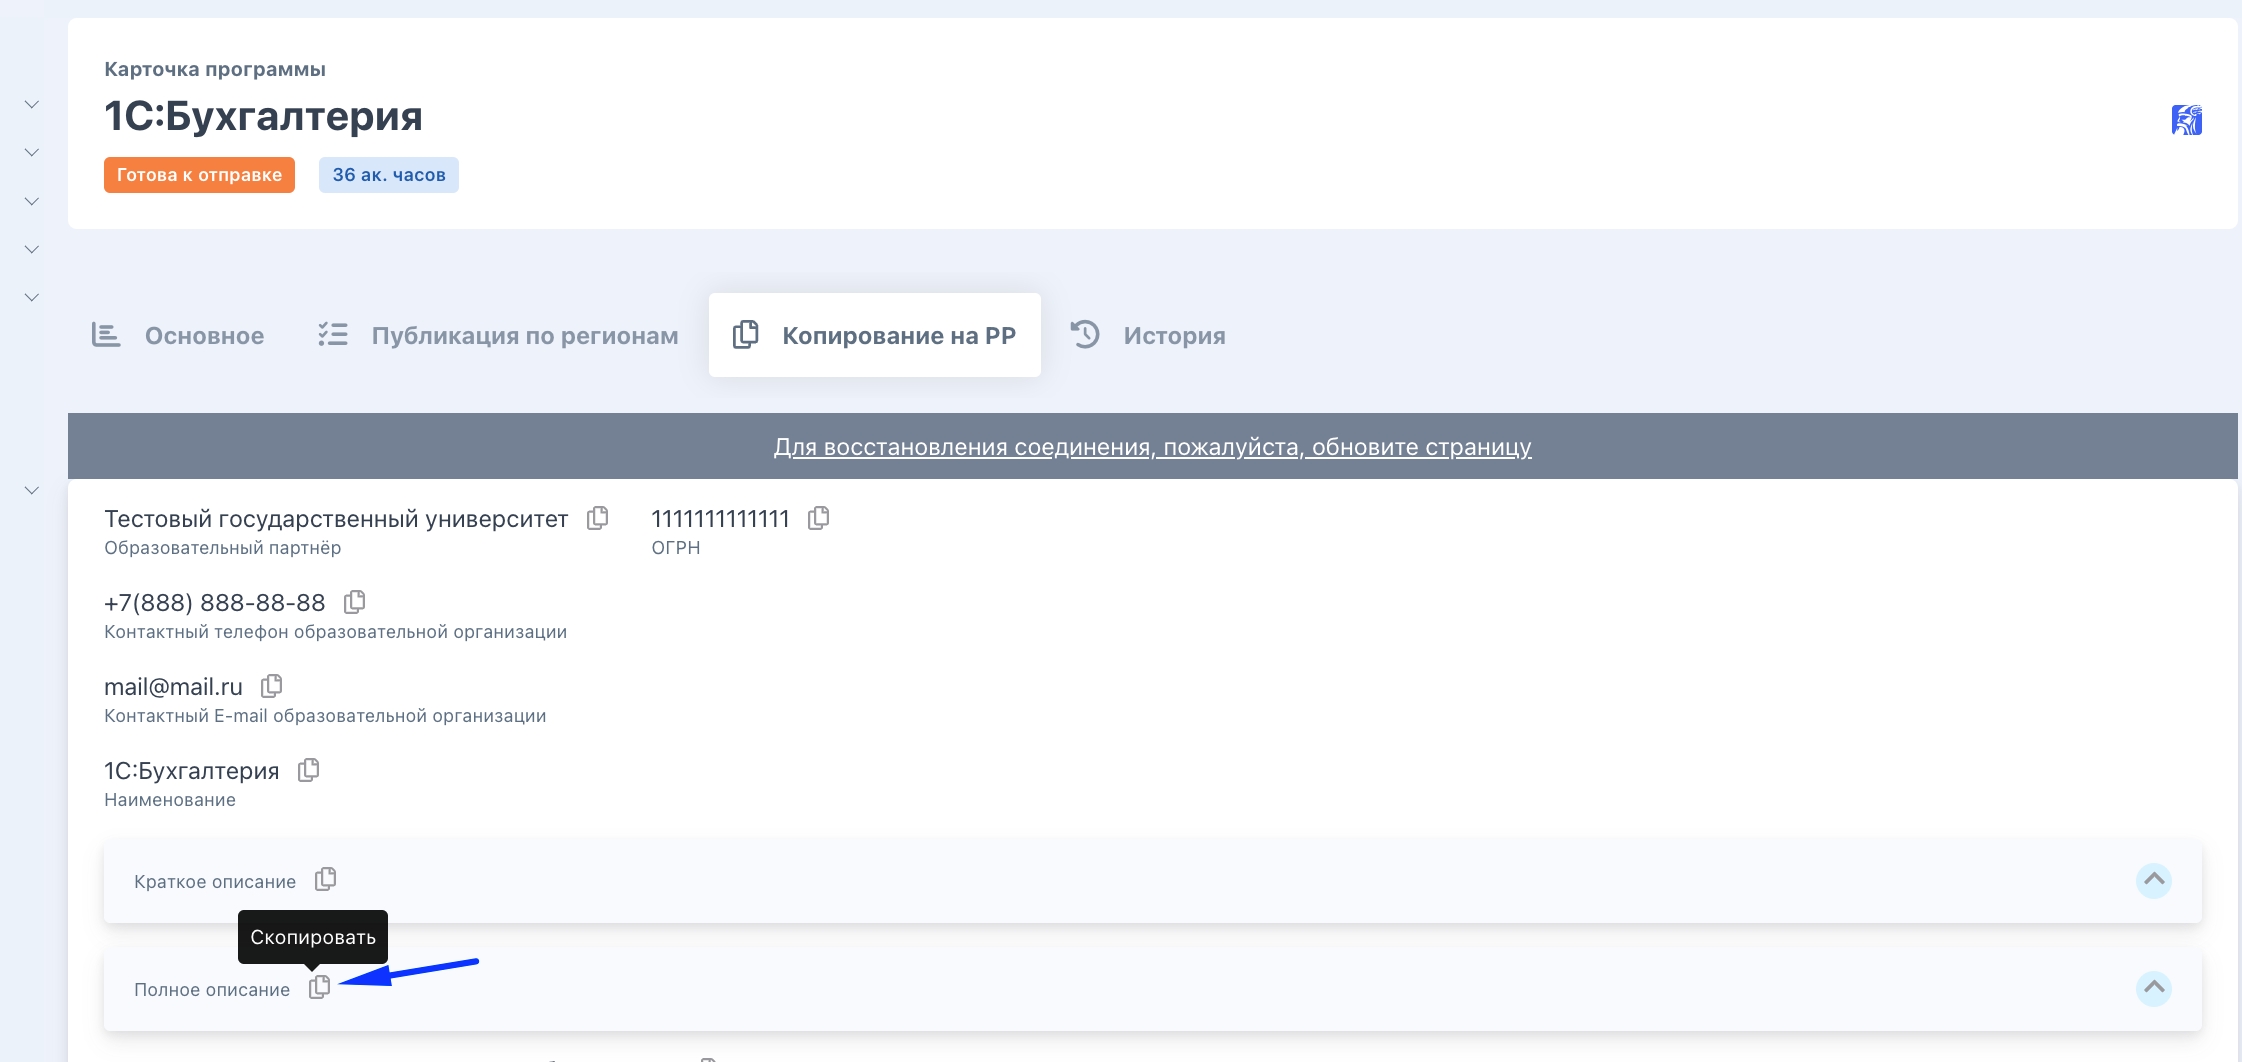 Карточка программы
1С:Бухгалтерия
Готова к отправке
36 ак. часов
Основное
Публикация по регионам
Копирование на РР
История
Для восстановления соединения, пожалуйста, обновите страницу
Тестовый государственный университет
Образовательный партнёр
1111111111111
ОГРН
+7(888) 888-88-88
Контактный телефон образовательной организации
mail@mail.ru
Контактный E-mail образовательной организации
1С:Бухгалтерия
Наименование
Краткое описание
Скопировать
Полное описание